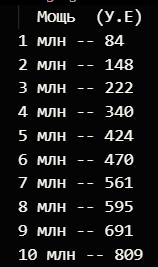 Мощь (У.Е)
1 млн -- 84
2 млн -- 148
3 млн -- 222
4 млн -- 340
5 млн -- 424
6 млн -- 470
7 млн -- 561
8 млн -- 595
9 млн -- 691
10 млн -- 809